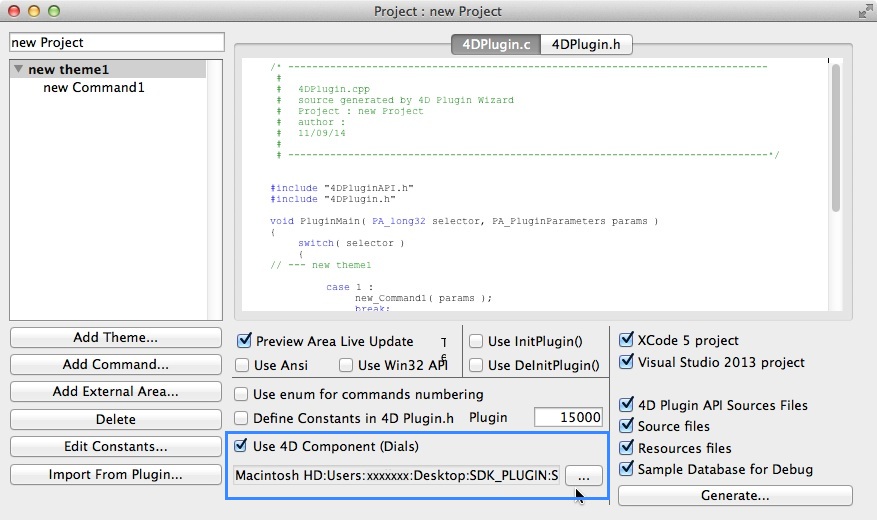 Project : new Project
new Project
new theme1
new Command1
4DPlugin.c 4DPlugin.h
/* --------------------------------------------------------------------------------
#
# 4DPlugin.cpp
# source generated by 4D Plugin Wizard
# Project : new Project
# author :
# 11/09/14
#
# --------------------------------------------------------------------------------*/
#include "4DPluginAPI.h"
#include "4DPlugin.h"
void PluginMain( PA_long32 selector, PA_PluginParameters params )
{
switch( selector )
{
// --- new theme1
case 1 :
new_Command1( params );
break;
Add Theme...
Add Command...
Add External Area...
Delete
Edit Constants...
Import From Plugin...
Preview Area Live Update
Use Ansi
Use Win32 API
Use InitPlugin()
Use DeInitPlugin()
Use enum for commands numbering
Define Constants in 4D Plugin.h
Plugin 15000
Use 4D Component (Dials)
Macintosh HD:Users:xxxxxxx:Desktop:SDK_PLUGIN:S
...
XCode 5 project
Visual Studio 2013 project
4D Plugin API Sources Files
Source files
Resources files
Sample Database for Debug
Generate...